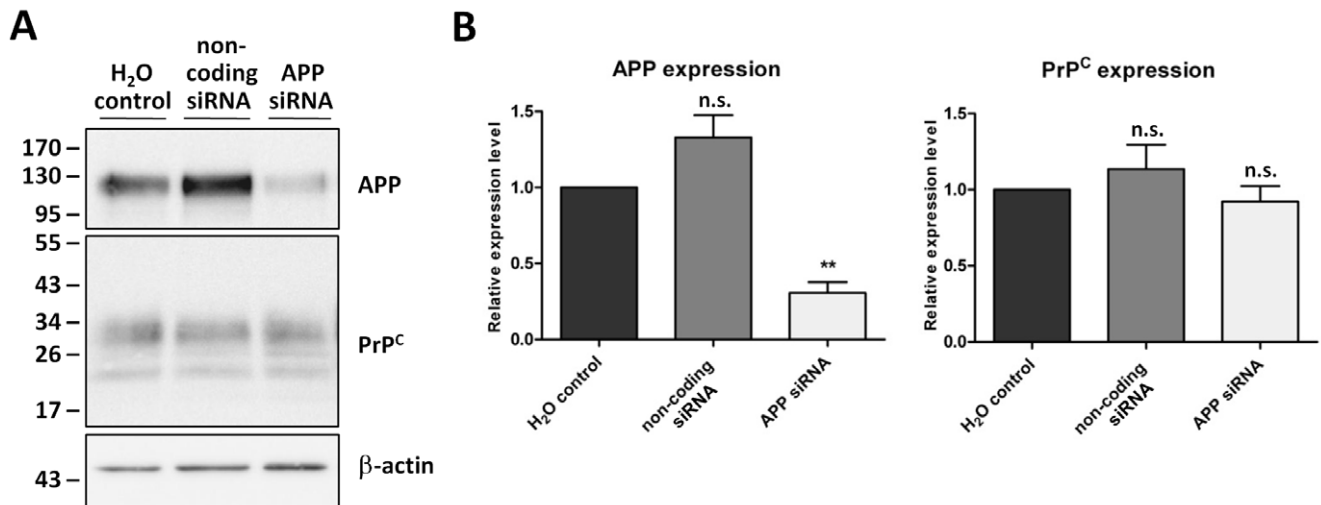 A
H₂O
control
non-
coding
siRNA
APP
siRNA
170
130
95
APP
55
43
34
26
17
PrPᶜ
43
β-actin
B
APP expression
Relative expression level
1.5
1.0
0.5
0.0
n.s.
**
H₂O control
non-coding
siRNA
APP siRNA
PrPᶜ expression
Relative expression level
1.5
1.0
0.5
0.0
n.s.
n.s.
H₂O control
non-coding
siRNA
APP siRNA